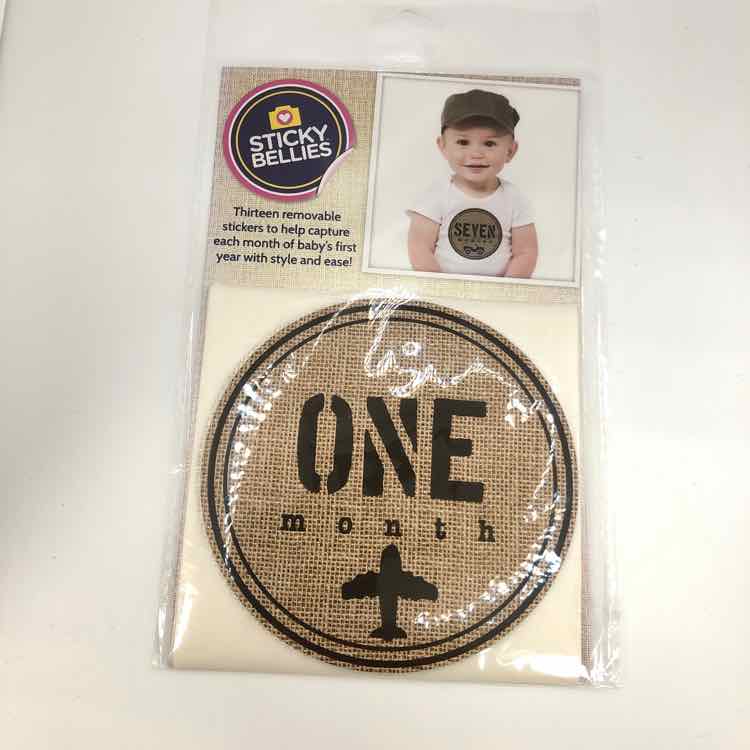 STICKY
BELLIES
Thirteen removable
stickers to help capture
each month of baby's first
year with style and ease!
SEVEN
MONTHS
ONE
month